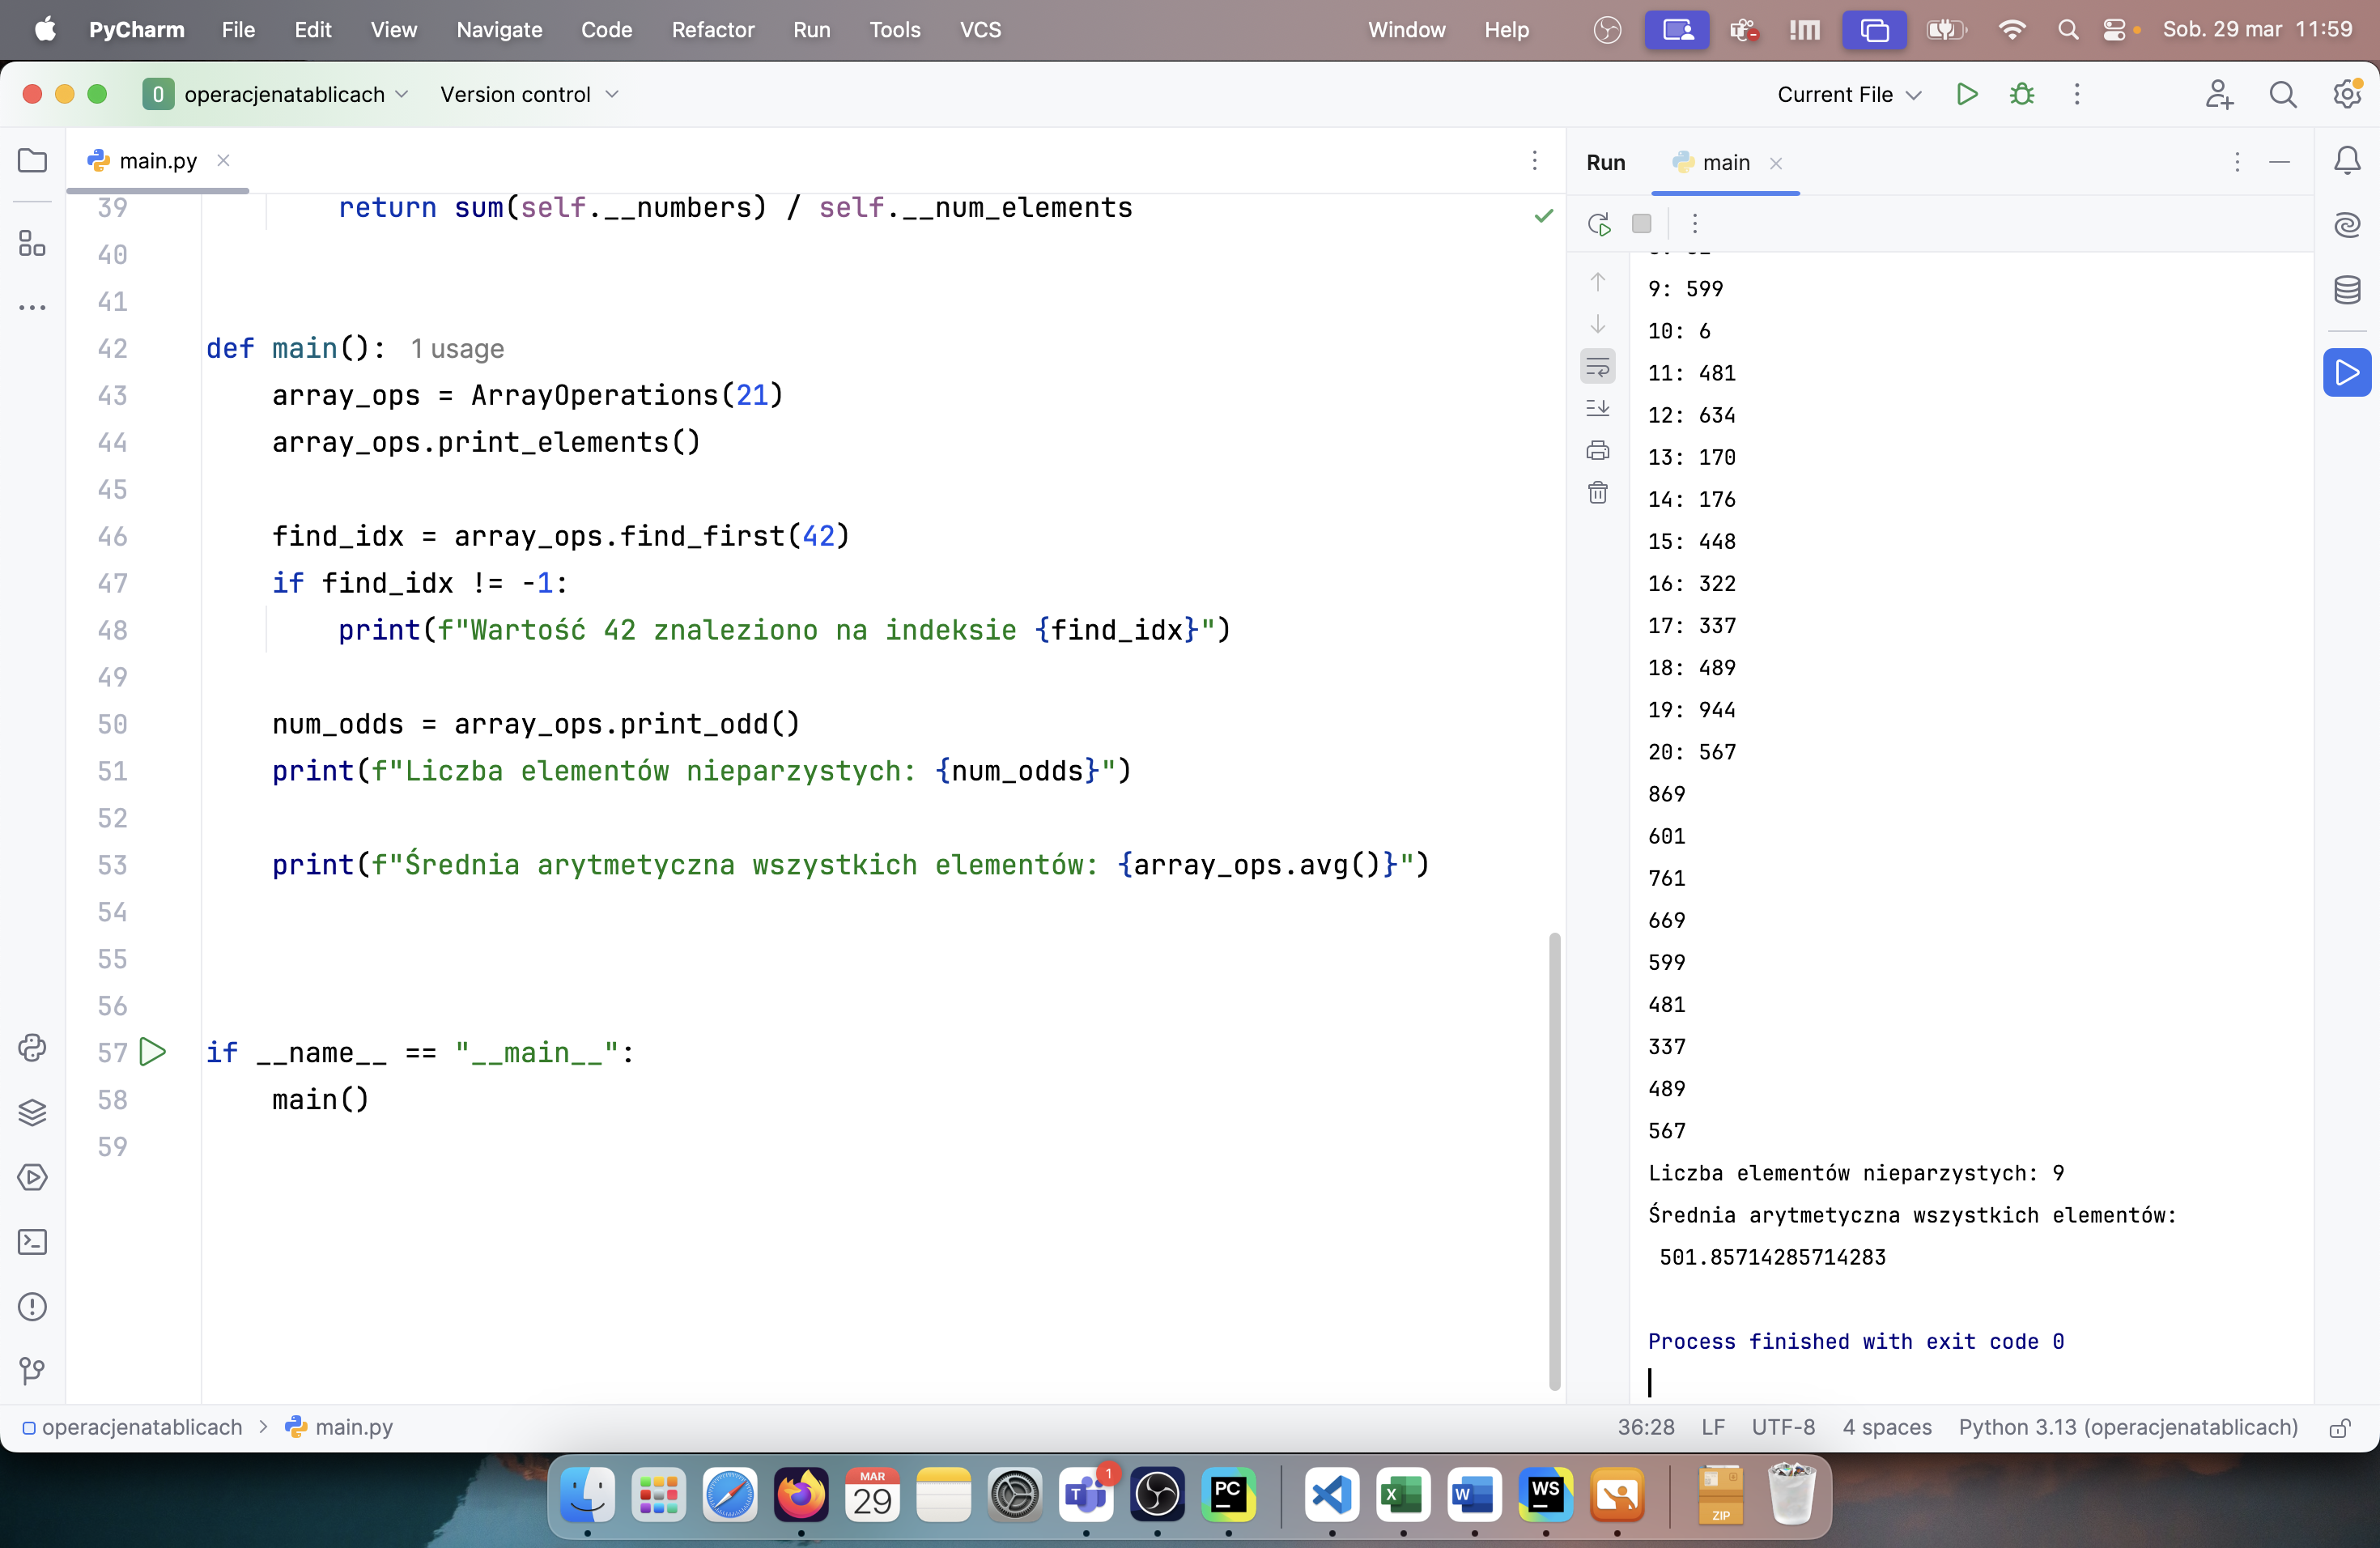 PyCharm File Edit View Navigate Code Refactor Run Tools VCS Window Help Sob. 29 mar 11:59
O operacjenatablicach Version control Current File
main.py
39 return sum(self.__numbers) / self.__num_elements
40
41
42 def main(): 1 usage
43 array_ops = ArrayOperations(21)
44 array_ops.print_elements()
45
46 find_idx = array_ops.find_first(42)
47 if find_idx != -1:
48 print(f"Wartość 42 znaleziono na indeksie {find_idx}")
49
50 num_odds = array_ops.print_odd()
51 print(f"Liczba elementów nieparzystych: {num_odds}")
52
53 print(f"Średnia arytmetyczna wszystkich elementów: {array_ops.avg()}")
54
55
56
57 if __name__ == "__main__":
58 main()
59
Run main
9: 599
10: 6
11: 481
12: 634
13: 170
14: 176
15: 448
16: 322
17: 337
18: 489
19: 944
20: 567
869
601
761
669
599
481
337
489
567
Liczba elementów nieparzystych: 9
Średnia arytmetyczna wszystkich elementów:
501.85714285714283
Process finished with exit code 0
operacjenatablicach main.py 36:28 LF UTF-8 4 spaces Python 3.13 (operacjenatablicach)
MAR
29
T
1
PC
X
W
WS
ZIP